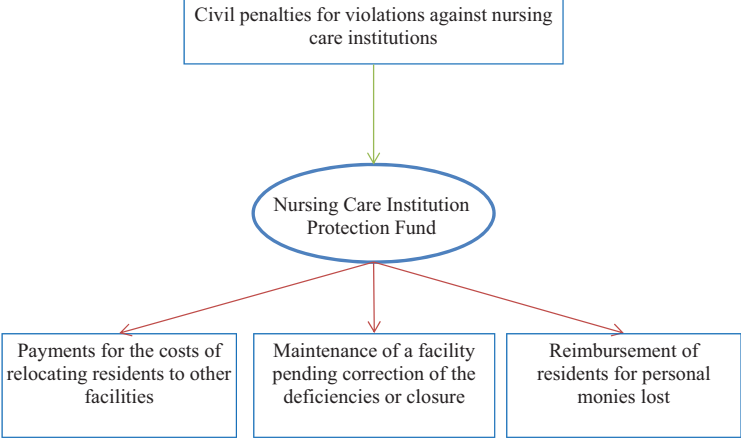 Civil penalties for violations against nursing
care institutions
Nursing Care Institution
Protection Fund
Payments for the costs of
relocating residents to other
facilities
Maintenance of a facility
pending correction of the
deficiencies or closure
Reimbursement of
residents for personal
monies lost